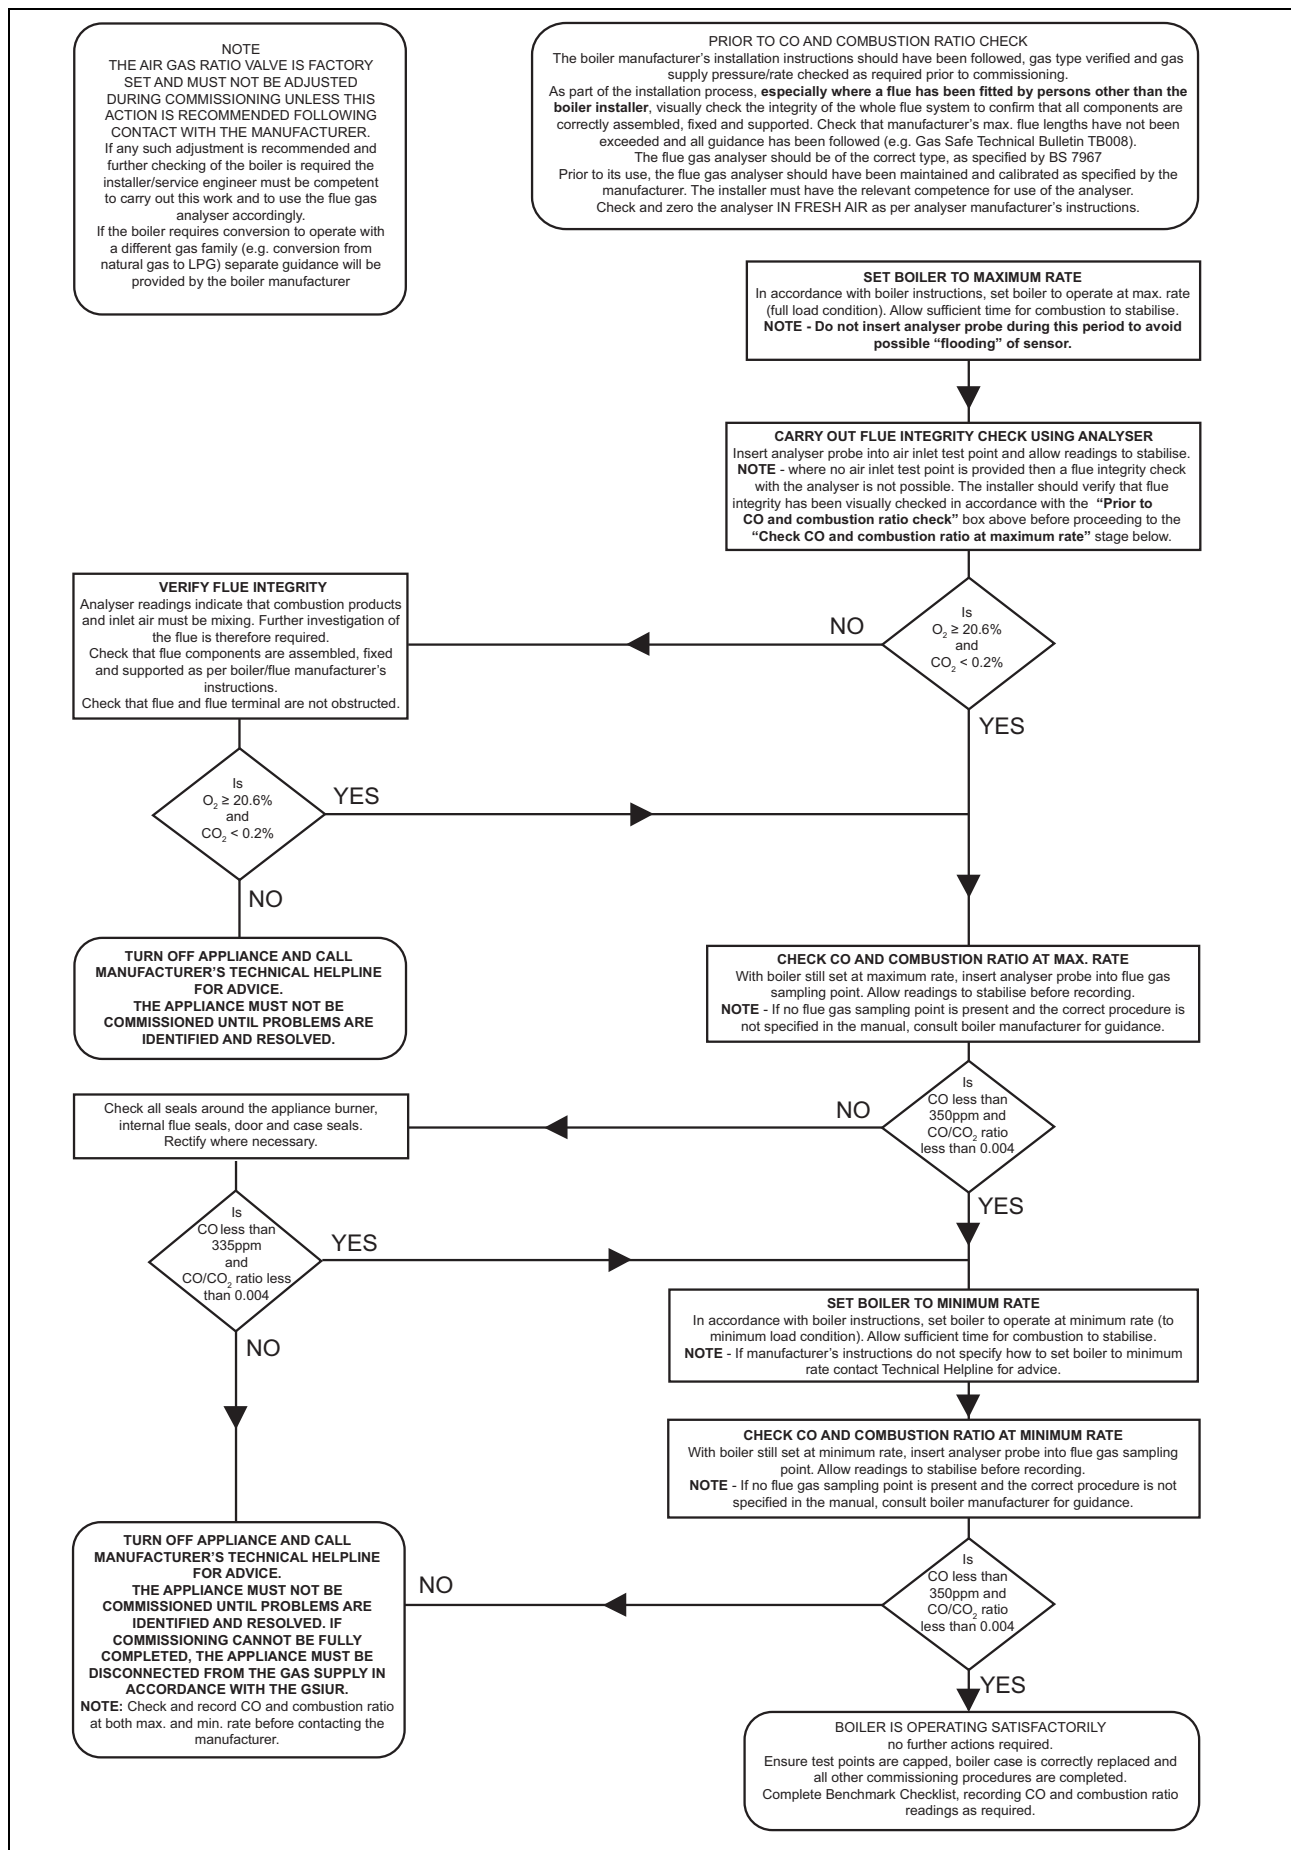 NOTE
THE AIR GAS RATIO VALVE IS FACTORY
SET AND MUST NOT BE ADJUSTED
DURING COMMISSIONING UNLESS THIS
ACTION IS RECOMMENDED FOLLOWING
CONTACT WITH THE MANUFACTURER.
If any such adjustment is recommended and
further checking of the boiler is required the
installer/service engineer must be competent
to carry out this work and to use the flue gas
analyser accordingly.
If the boiler requires conversion to operate with
a different gas family (e.g. conversion from
natural gas to LPG) separate guidance will be
provided by the boiler manufacturer
PRIOR TO CO AND COMBUSTION RATIO CHECK
The boiler manufacturer's installation instructions should have been followed, gas type verified and gas
supply pressure/rate checked as required prior to commissioning.
As part of the installation process, especially where a flue has been fitted by persons other than the
boiler installer, visually check the integrity of the whole flue system to confirm that all components are
correctly assembled, fixed and supported. Check that manufacturer's max. flue lengths have not been
exceeded and all guidance has been followed (e.g. Gas Safe Technical Bulletin TB008).
The flue gas analyser should be of the correct type, as specified by BS 7967
Prior to its use, the flue gas analyser should have been maintained and calibrated as specified by the
manufacturer. The installer must have the relevant competence for use of the analyser.
Check and zero the analyser IN FRESH AIR as per analyser manufacturer's instructions.
SET BOILER TO MAXIMUM RATE
In accordance with boiler instructions, set boiler to operate at max. rate
(full load condition). Allow sufficient time for combustion to stabilise.
NOTE - Do not insert analyser probe during this period to avoid
possible “flooding” of sensor.
CARRY OUT FLUE INTEGRITY CHECK USING ANALYSER
Insert analyser probe into air inlet test point and allow readings to stabilise.
NOTE - where no air inlet test point is provided then a flue integrity check
with the analyser is not possible. The installer should verify that flue
integrity has been visually checked in accordance with the “Prior to
CO and combustion ratio check” box above before proceeding to the
“Check CO and combustion ratio at maximum rate” stage below.
Is
O₂ ≥ 20.6%
and
CO₂ < 0.2%
NO
YES
VERIFY FLUE INTEGRITY
Analyser readings indicate that combustion products
and inlet air must be mixing. Further investigation of
the flue is therefore required.
Check that flue components are assembled, fixed
and supported as per boiler/flue manufacturer's
instructions.
Check that flue and flue terminal are not obstructed.
Is
O₂ ≥ 20.6%
and
CO₂ < 0.2%
YES
NO
TURN OFF APPLIANCE AND CALL
MANUFACTURER'S TECHNICAL HELPLINE
FOR ADVICE.
THE APPLIANCE MUST NOT BE
COMMISSIONED UNTIL PROBLEMS ARE
IDENTIFIED AND RESOLVED.
CHECK CO AND COMBUSTION RATIO AT MAX. RATE
With boiler still set at maximum rate, insert analyser probe into flue gas
sampling point. Allow readings to stabilise before recording.
NOTE - If no flue gas sampling point is present and the correct procedure is
not specified in the manual, consult boiler manufacturer for guidance.
Is
CO less than
350ppm and
CO/CO₂ ratio
less than 0.004
NO
YES
Check all seals around the appliance burner,
internal flue seals, door and case seals.
Rectify where necessary.
Is
CO less than
335ppm
and
CO/CO₂ ratio less
than 0.004
YES
NO
SET BOILER TO MINIMUM RATE
In accordance with boiler instructions, set boiler to operate at minimum rate (to
minimum load condition). Allow sufficient time for combustion to stabilise.
NOTE - If manufacturer's instructions do not specify how to set boiler to minimum
rate contact Technical Helpline for advice.
CHECK CO AND COMBUSTION RATIO AT MINIMUM RATE
With boiler still set at minimum rate, insert analyser probe into flue gas sampling
point. Allow readings to stabilise before recording.
NOTE - If no flue gas sampling point is present and the correct procedure is not
specified in the manual, consult boiler manufacturer for guidance.
Is
CO less than
350ppm and
CO/CO₂ ratio
less than 0.004
NO
YES
TURN OFF APPLIANCE AND CALL
MANUFACTURER'S TECHNICAL HELPLINE
FOR ADVICE.
THE APPLIANCE MUST NOT BE
COMMISSIONED UNTIL PROBLEMS ARE
IDENTIFIED AND RESOLVED. IF
COMMISSIONING CANNOT BE FULLY
COMPLETED, THE APPLIANCE MUST BE
DISCONNECTED FROM THE GAS SUPPLY IN
ACCORDANCE WITH THE GSIUR.
NOTE: Check and record CO and combustion ratio
at both max. and min. rate before contacting the
manufacturer.
BOILER IS OPERATING SATISFACTORILY
no further actions required.
Ensure test points are capped, boiler case is correctly replaced and
all other commissioning procedures are completed.
Complete Benchmark Checklist, recording CO and combustion ratio
readings as required.